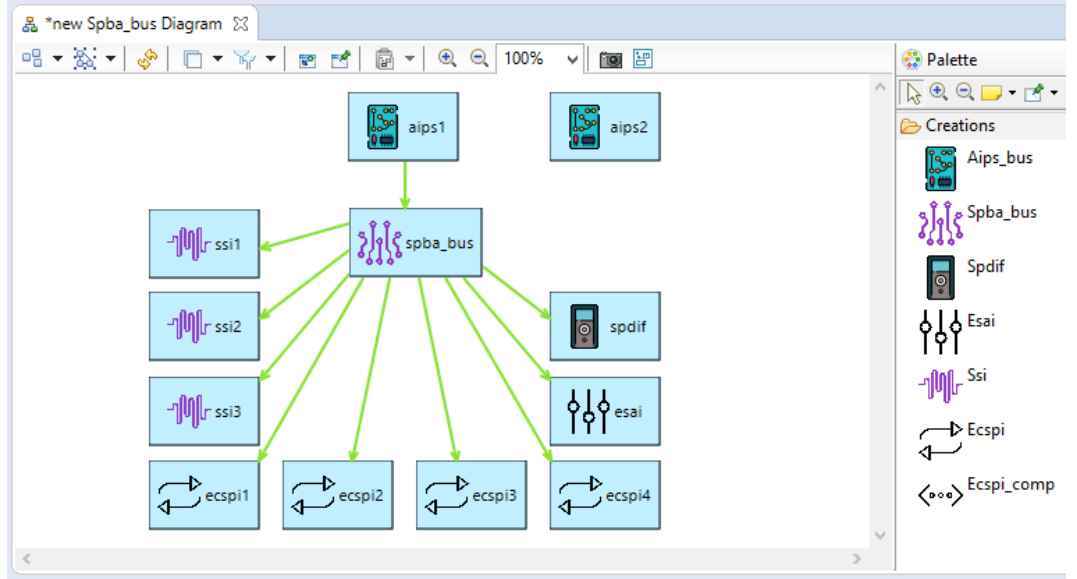 *new Spba_bus Diagram
100%
Palette
Creations
Aips_bus
Spba_bus
Spdif
Esai
Ssi
Ecspi
Ecspi_comp
aips1
aips2
ssi1
spba_bus
ssi2
spdif
ssi3
esai
ecspi1
ecspi2
ecspi3
ecspi4